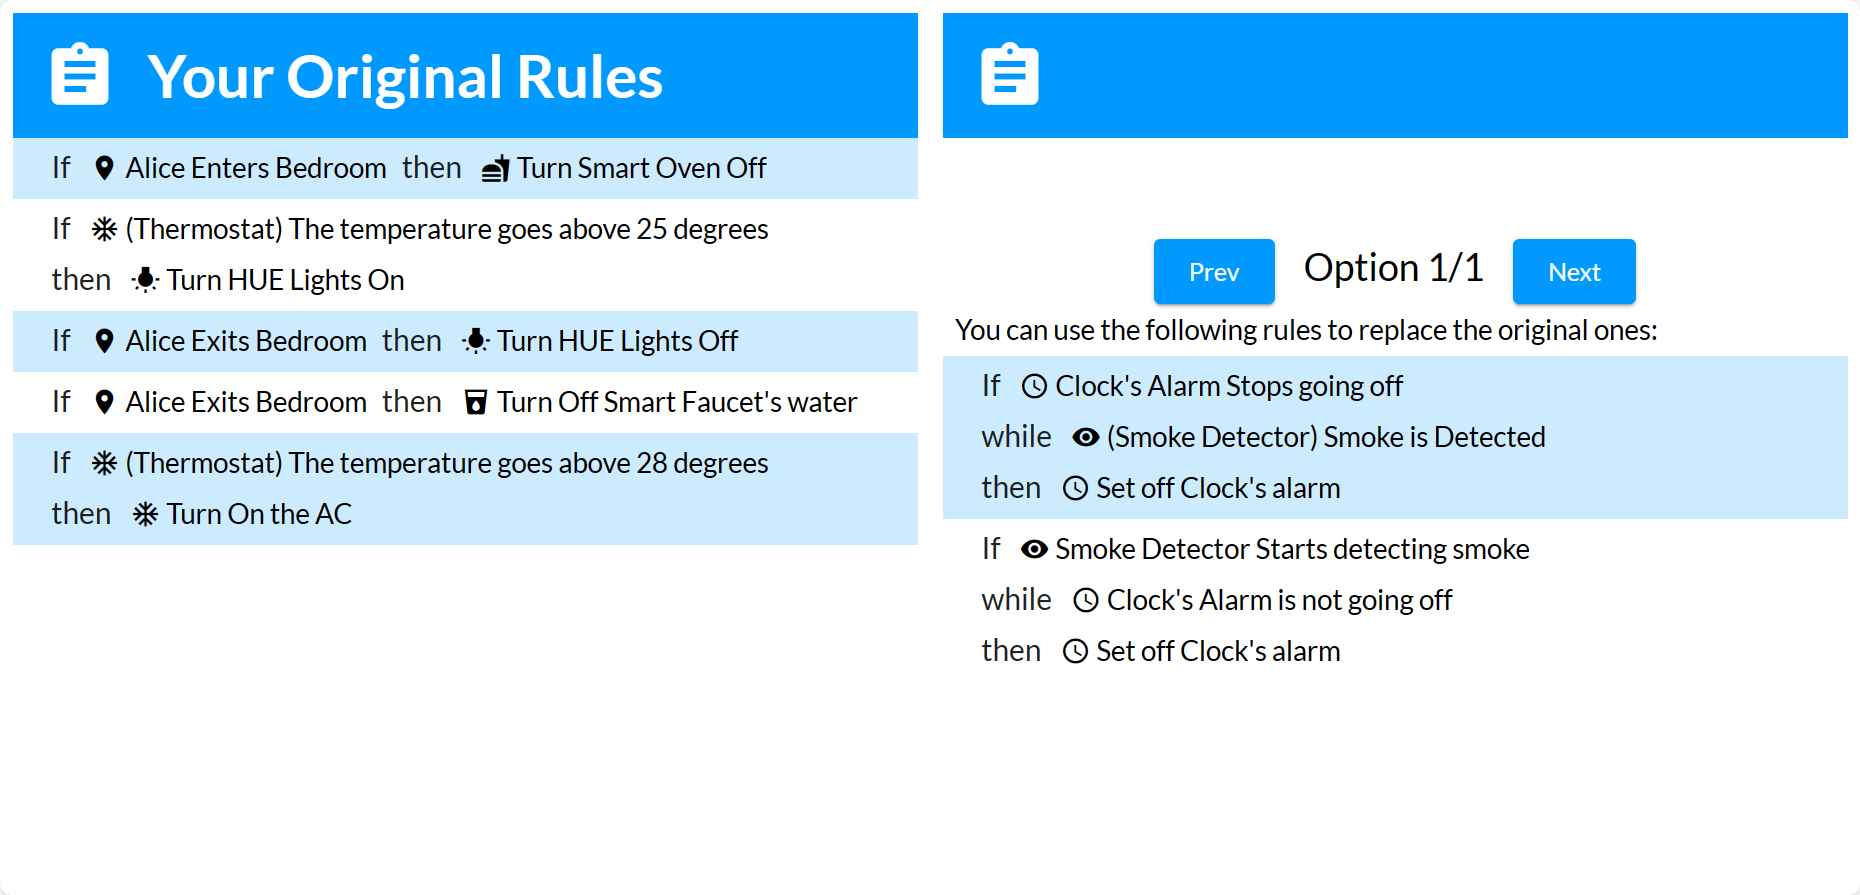 Your Original Rules
If Alice Enters Bedroom then Turn Smart Oven Off
If (Thermostat) The temperature goes above 25 degrees
then Turn HUE Lights On
If Alice Exits Bedroom then Turn HUE Lights Off
If Alice Exits Bedroom then Turn Off Smart Faucet's water
If (Thermostat) The temperature goes above 28 degrees
then Turn On the AC
Prev Option 1/1 Next
You can use the following rules to replace the original ones:
If Clock's Alarm Stops going off
while (Smoke Detector) Smoke is Detected
then Set off Clock's alarm
If Smoke Detector Starts detecting smoke
while Clock's Alarm is not going off
then Set off Clock's alarm